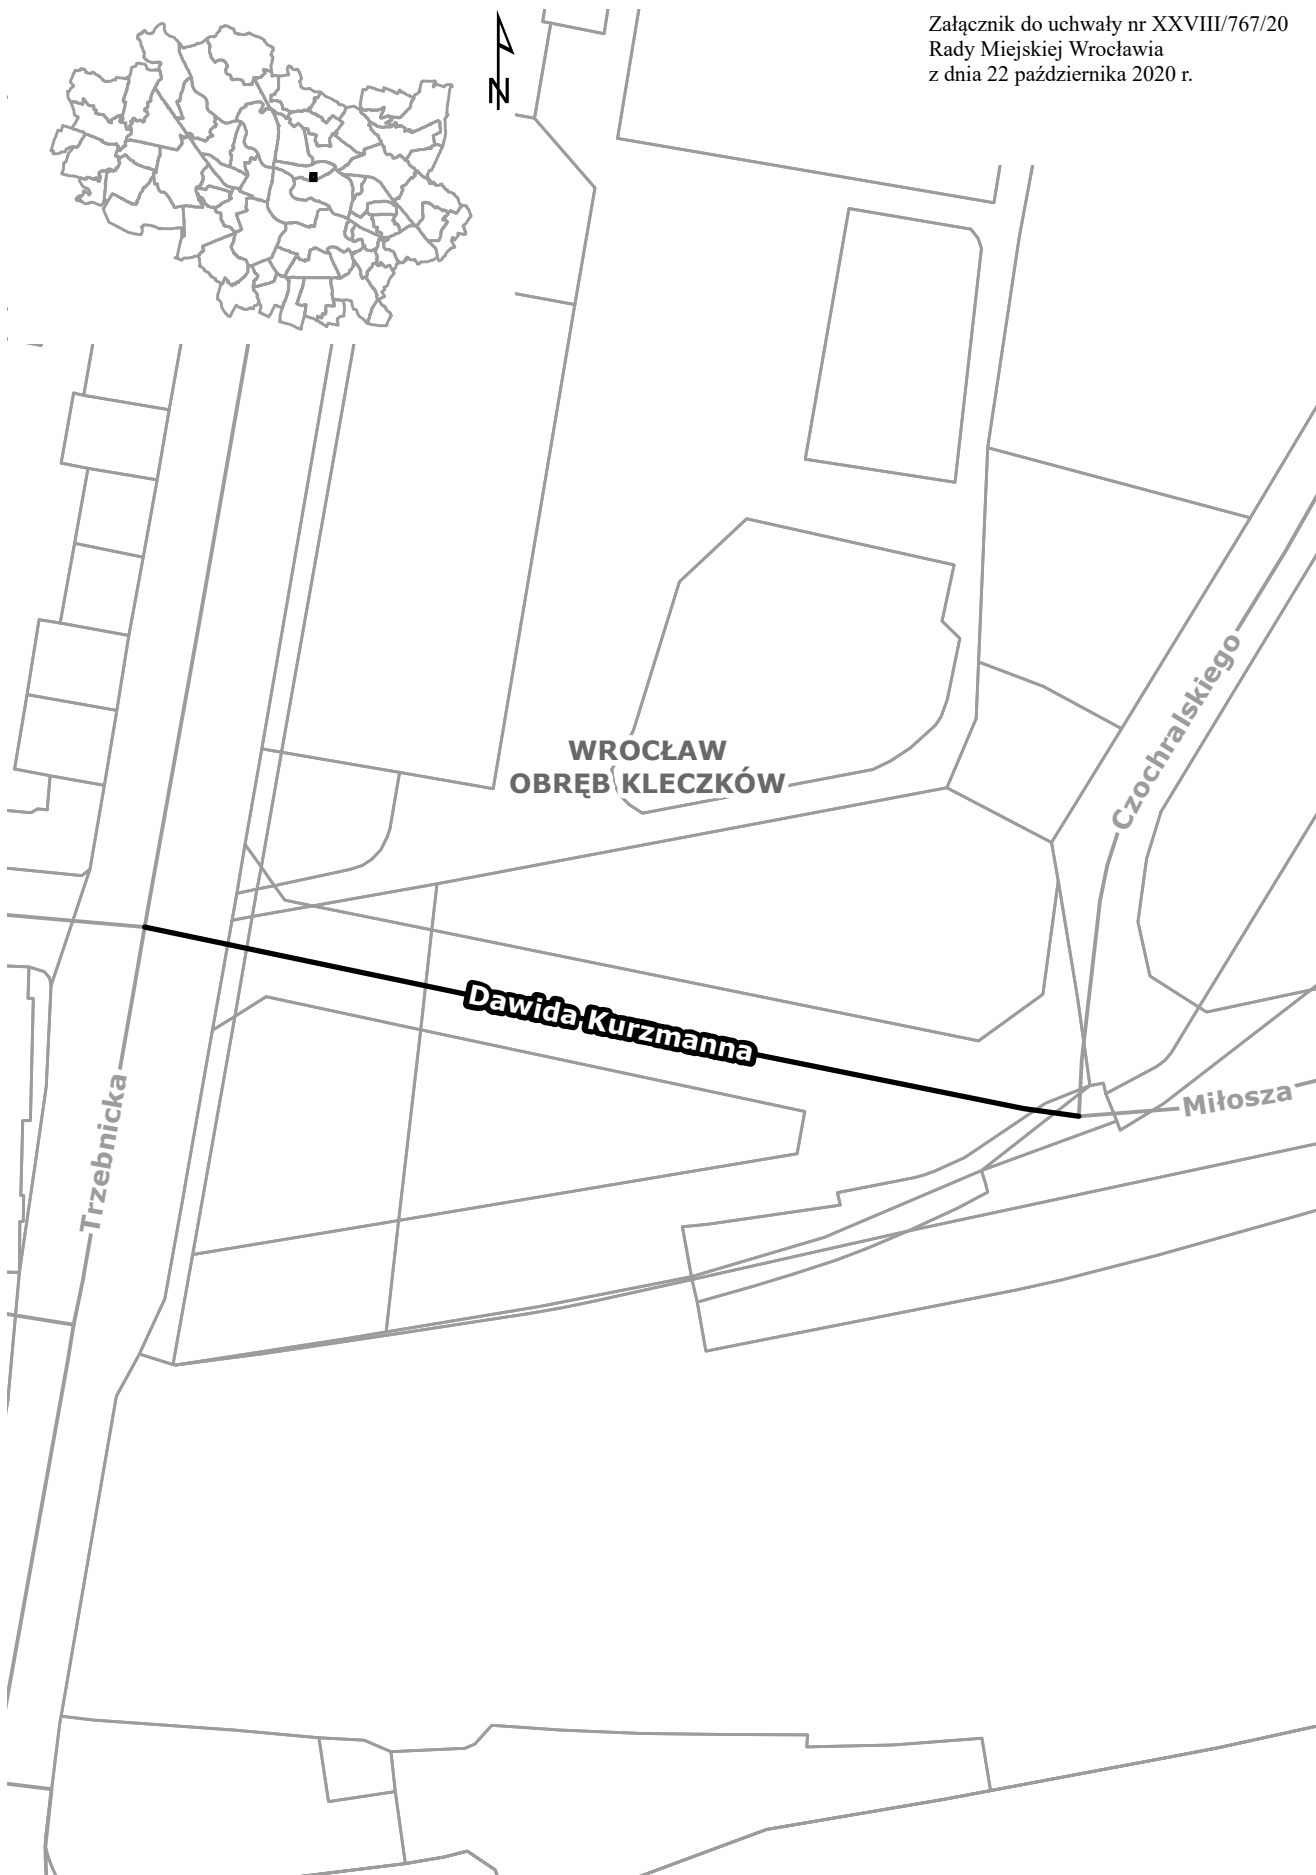 Załącznik do uchwały nr XXVIII/767/20
Rady Miejskiej Wrocławia
z dnia 22 października 2020 r.
N
WROCŁAW
OBRĘB KLECZKÓW
Czochralskiego
Dawida Kurzmanna
Miłosza
Trzebnicka